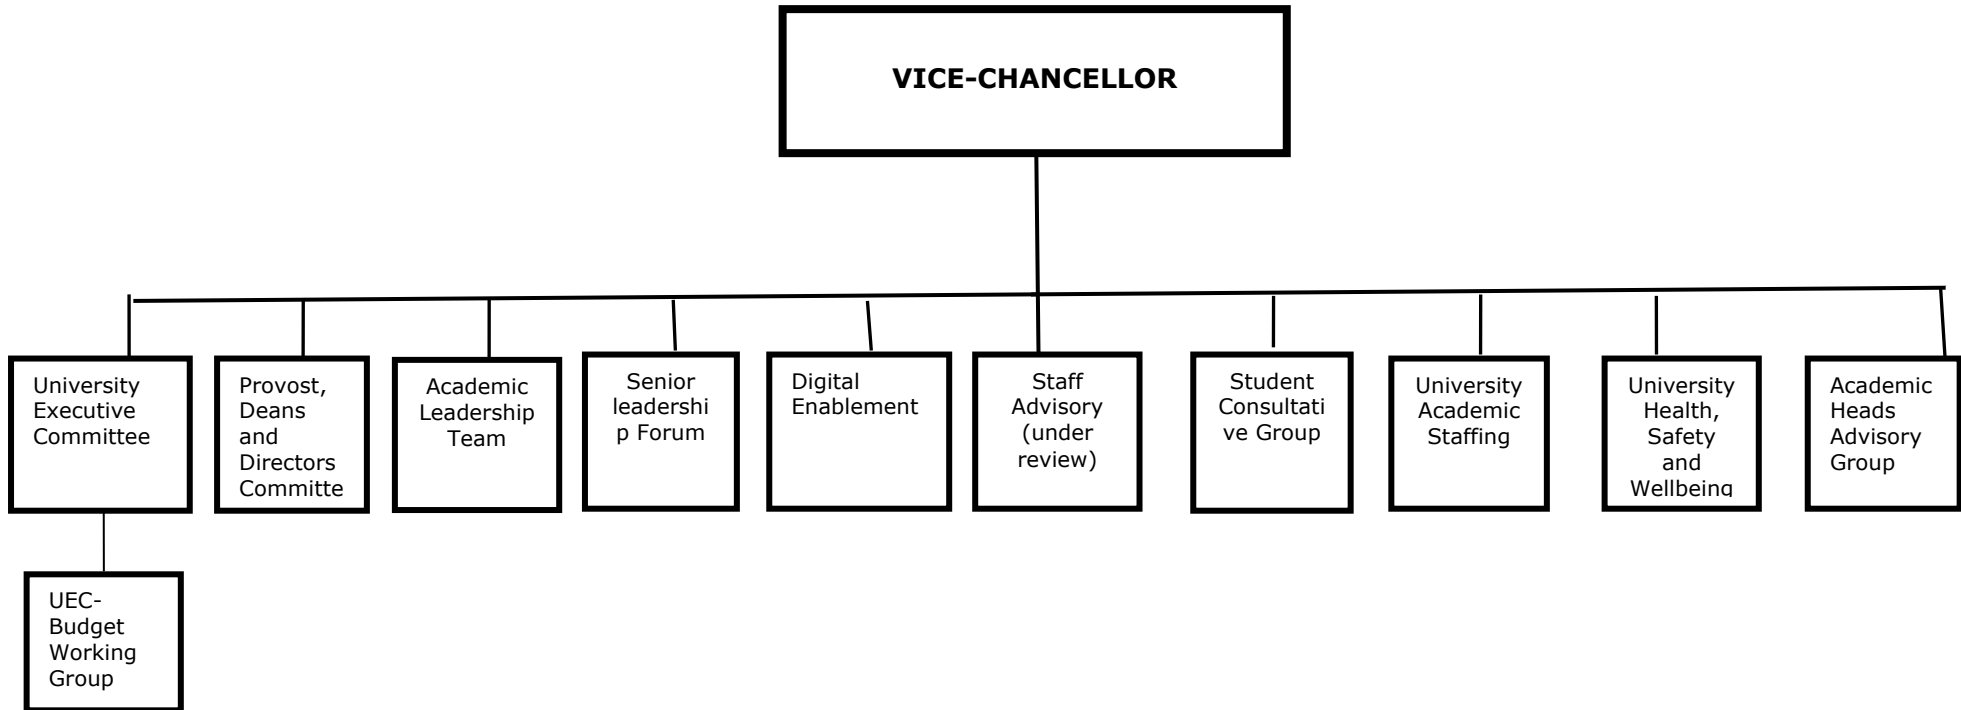 VICE-CHANCELLOR
University
Executive
Committee
Provost,
Deans
and
Directors
Committe
Academic
Leadership
Team
Senior
leadershi
p Forum
Digital
Enablement
Staff
Advisory
(under
review)
Student
Consultati
ve Group
University
Academic
Staffing
University
Health,
Safety
and
Wellbeing
Academic
Heads
Advisory
Group
UEC-
Budget
Working
Group